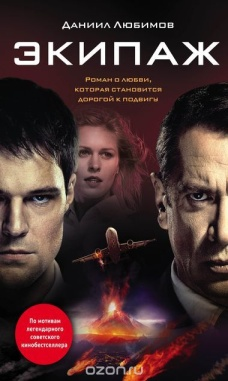 Даниил Любимов
ЭКИПАЖ
Роман о любви,
которая становится
дорогой к подвигу
По мотивам
легендарного
советского
кинобестселлера
ozon.ru